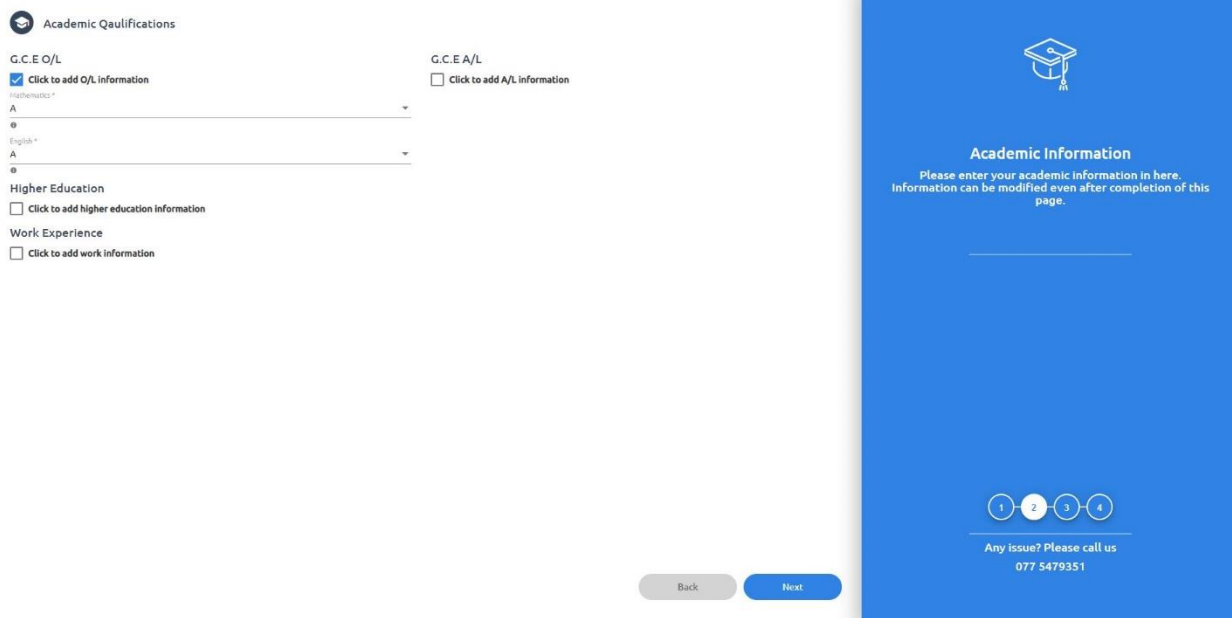 Academic Qaulifications
G.C.E O/L
Click to add O/L information
Mathematics *
A
English *
A
Higher Education
Click to add higher education information
Work Experience
Click to add work information
G.C.E A/L
Click to add A/L information
Back
Next
Academic Information
Please enter your academic information in here.
Information can be modified even after completion of this
page.
1
2
3
4
Any issue? Please call us
077 5479351